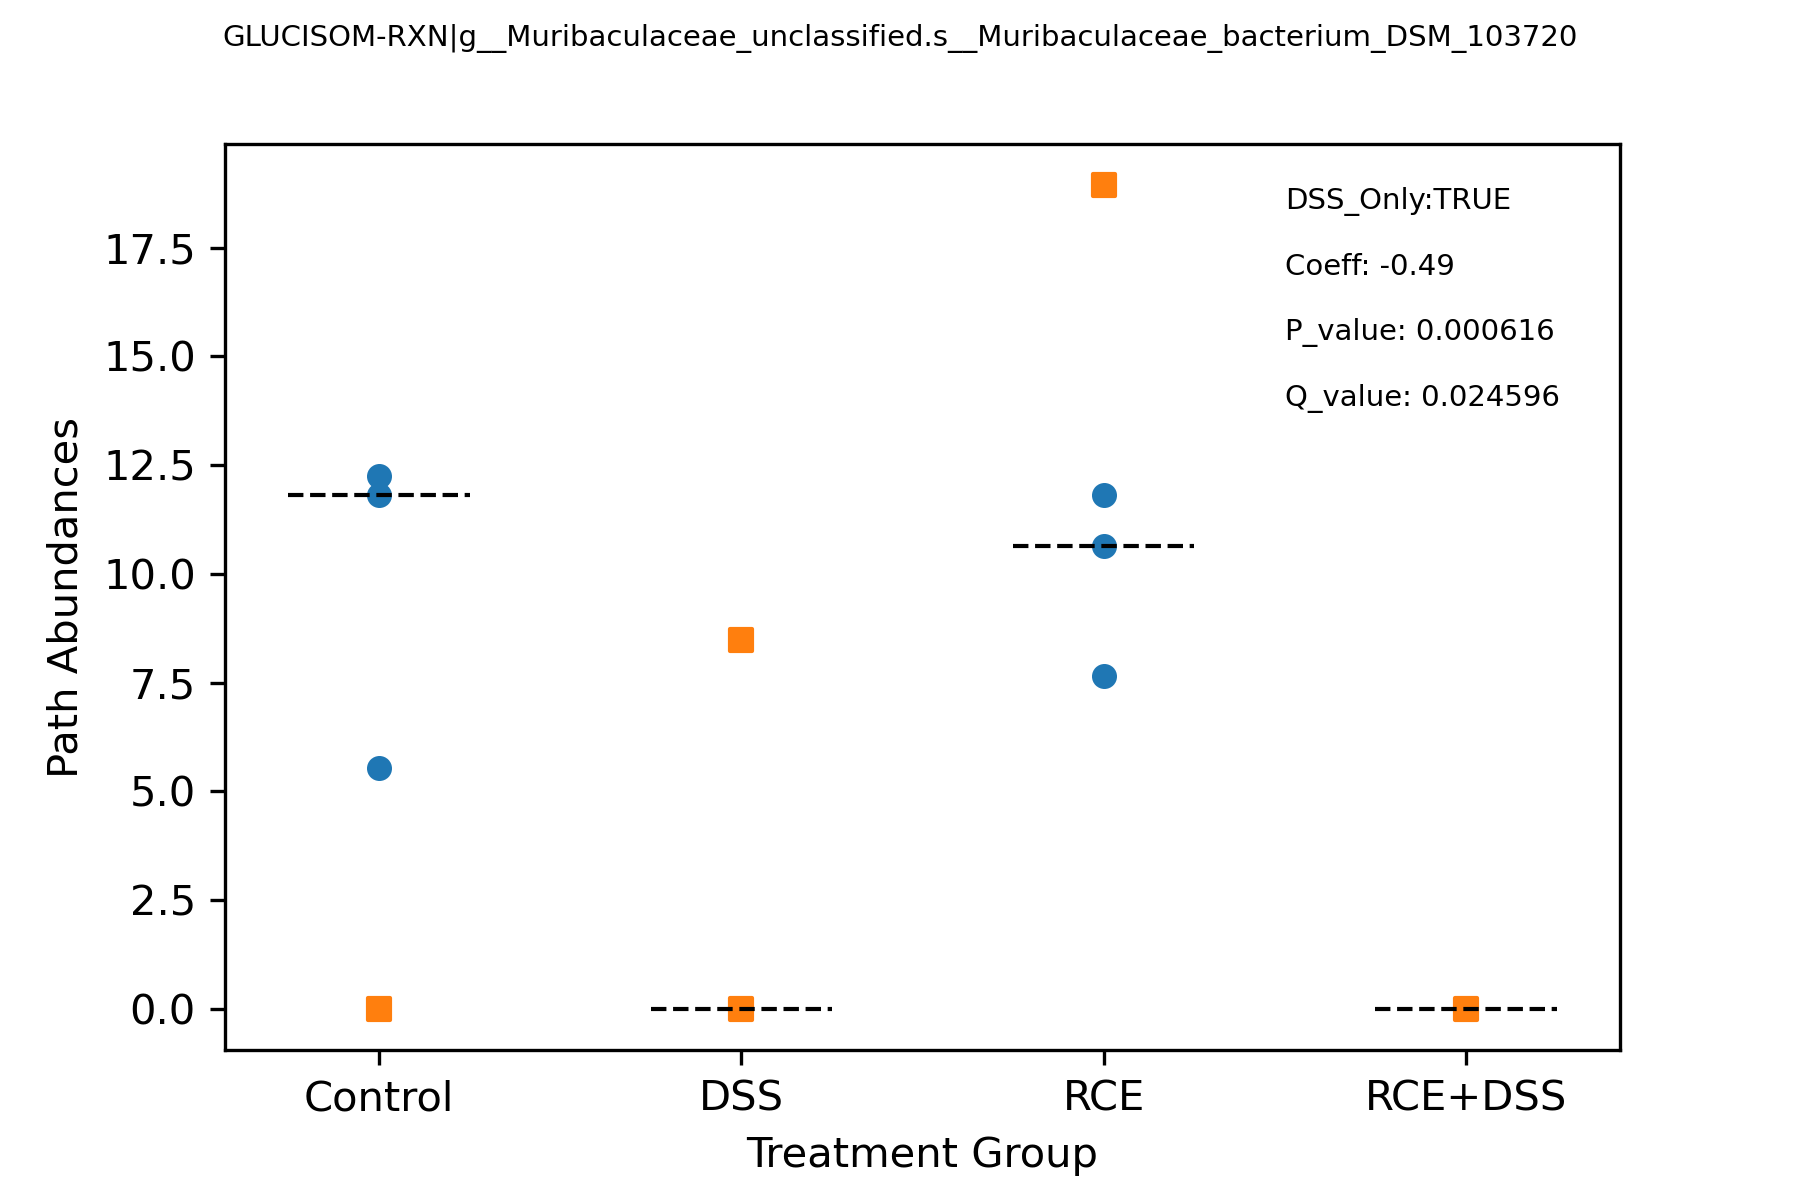 GLUCISOM-RXN|g__Muribaculaceae_unclassified.s__Muribaculaceae_bacterium_DSM_103720
DSS_Only:TRUE
Coeff: -0.49
P_value: 0.000616
Q_value: 0.024596
Path Abundances
17.5
15.0
12.5
10.0
7.5
5.0
2.5
0.0
Control DSS RCE RCE+DSS
Treatment Group